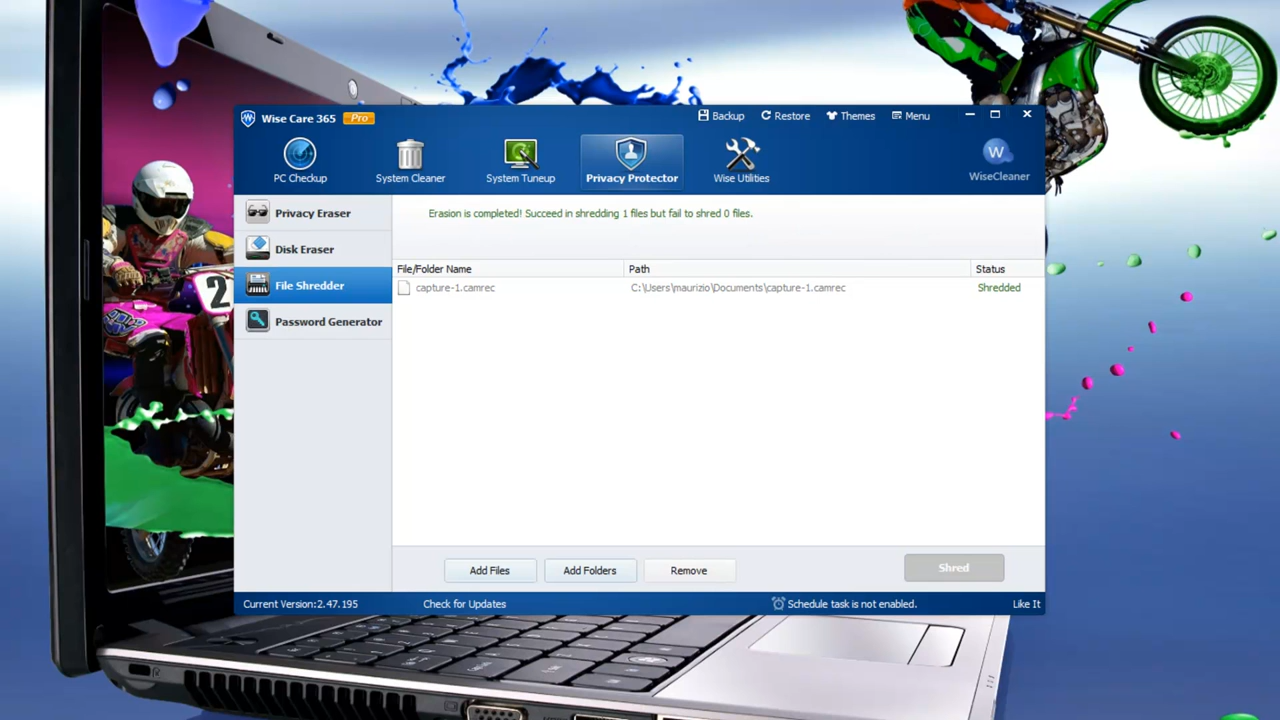 Wise Care 365 Pro
Backup Restore Themes Menu
PC Checkup System Cleaner System Tuneup Privacy Protector Wise Utilities
W
WiseCleaner
Privacy Eraser
Disk Eraser
File Shredder
Password Generator
Erasion is completed! Succeed in shredding 1 files but fail to shred 0 files.
File/Folder Name Path Status
capture-1.camrec C:\Users\maurizio\Documents\capture-1.camrec Shredded
Add Files Add Folders Remove Shred
Current Version:2.47.195 Check for Updates Schedule task is not enabled. Like It
2